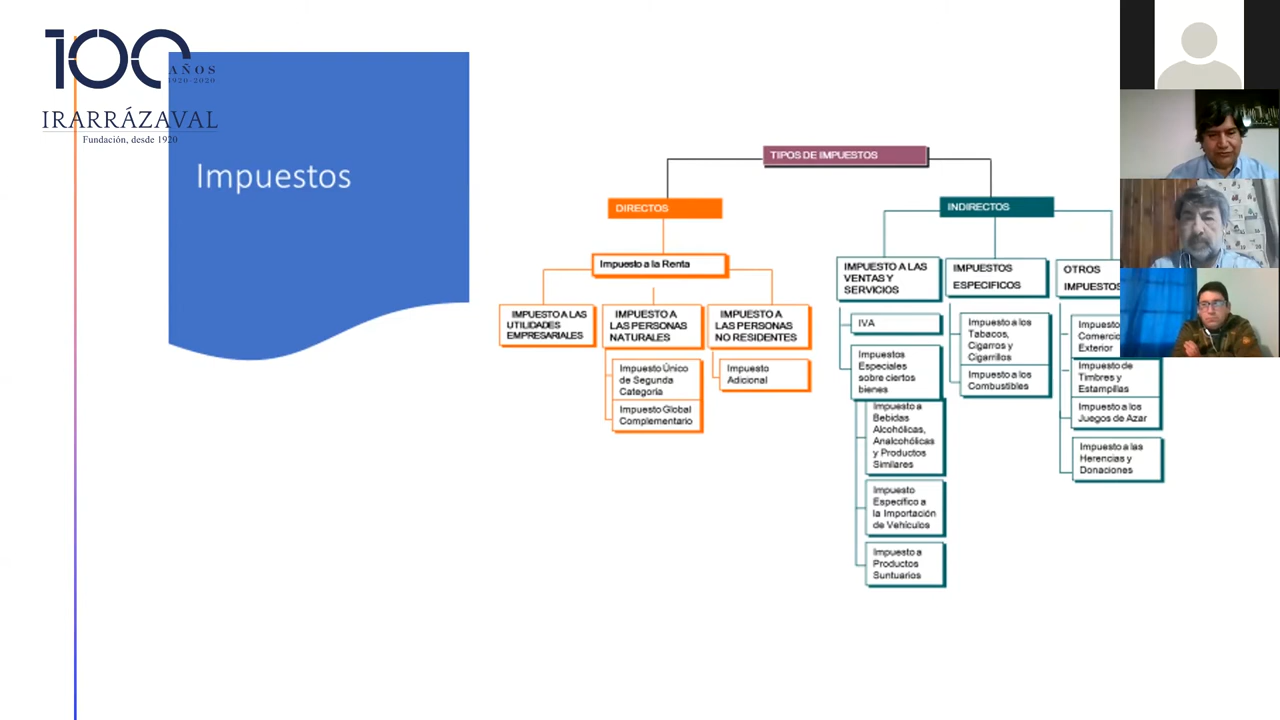 100
AÑOS
1920-2020
IRARRÁZAVAL
Fundación, desde 1920
Impuestos
TIPOS DE IMPUESTOS
DIRECTOS
INDIRECTOS
Impuesto a la Renta
IMPUESTO A LAS
UTILIDADES
EMPRESARIALES
IMPUESTO A
LAS PERSONAS
NATURALES
IMPUESTO A
LAS PERSONAS
NO RESIDENTES
Impuesto Único
de Segunda
Categoría
Impuesto Global
Complementario
Impuesto
Adicional
IMPUESTO A LAS
VENTAS Y
SERVICIOS
IVA
Impuestos
Especiales
sobre ciertos
bienes
Impuesto a
Bebidas
Alcohólicas,
Analcohólicas
y Productos
Similares
Impuesto
Específico a
la Importación
de Vehículos
Impuesto a
Productos
Suntuarios
IMPUESTOS
ESPECIFICOS
Impuesto a los
Tabacos,
Cigarros y
Cigarrillos
Impuesto a los
Combustibles
OTROS
IMPUESTOS
Impuesto
Comercio
Exterior
Impuesto de
Timbres y
Estampillas
Impuesto a los
Juegos de Azar
Impuesto a las
Herencias y
Donaciones